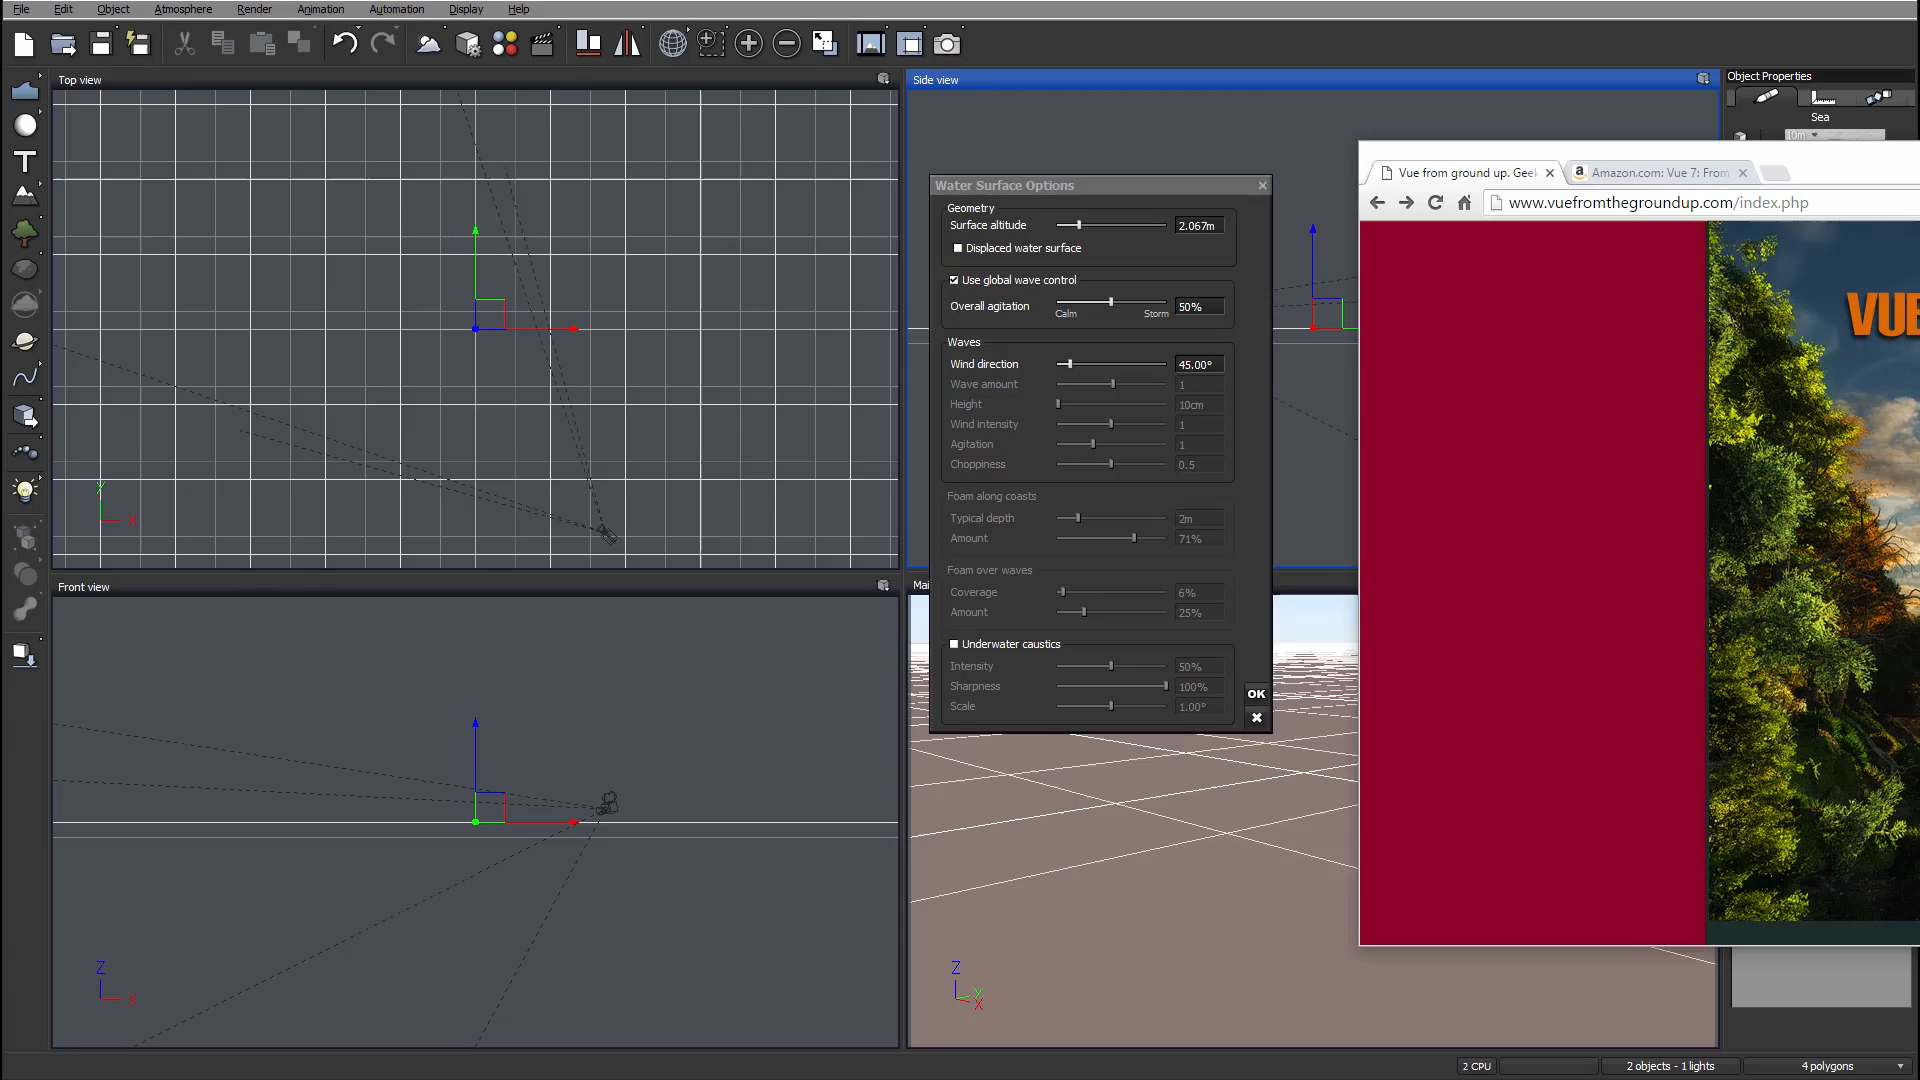 File Edit Object Atmosphere Render Animation Automation Display Help
Top view
Side view
Object Properties
Sea
10m
Water Surface Options
Geometry
Surface altitude 2.067m
Displaced water surface
Use global wave control
Overall agitation 50%
Calm Storm
Waves
Wind direction 45.00°
Wave amount 1
Height 10cm
Wind intensity 1
Agitation 1
Choppiness 0.5
Foam along coasts
Typical depth 2m
Amount 71%
Foam over waves
Coverage 6%
Amount 25%
Underwater caustics
Intensity 50%
Sharpness 100%
Scale 1.00°
OK
Vue from ground up. Geek
Amazon.com: Vue 7: From
www.vuefromthegroundup.com/index.php
VUE
Y
X
Front view
Mai
Z
X
Z
Y
X
2 CPU
2 objects - 1 lights
4 polygons